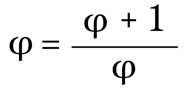 φ = (φ + 1) / φ